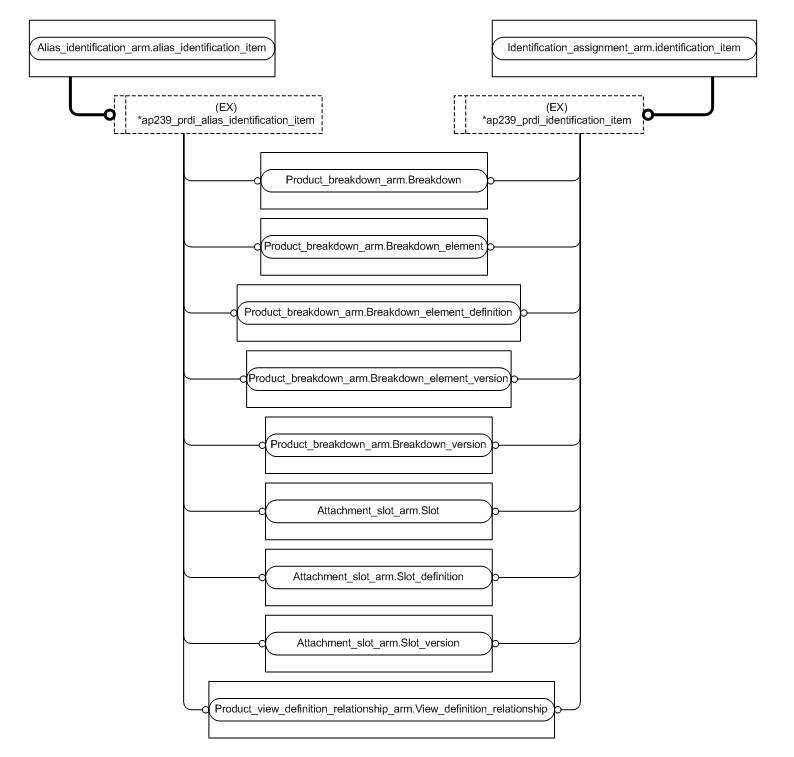 Alias_identification_arm.alias_identification_item
Identification_assignment_arm.identification_item
(EX)
*ap239_prdi_alias_identification_item
(EX)
*ap239_prdi_identification_item
Product_breakdown_arm.Breakdown
Product_breakdown_arm.Breakdown_element
Product_breakdown_arm.Breakdown_element_definition
Product_breakdown_arm.Breakdown_element_version
Product_breakdown_arm.Breakdown_version
Attachment_slot_arm.Slot
Attachment_slot_arm.Slot_definition
Attachment_slot_arm.Slot_version
Product_view_definition_relationship_arm.View_definition_relationship